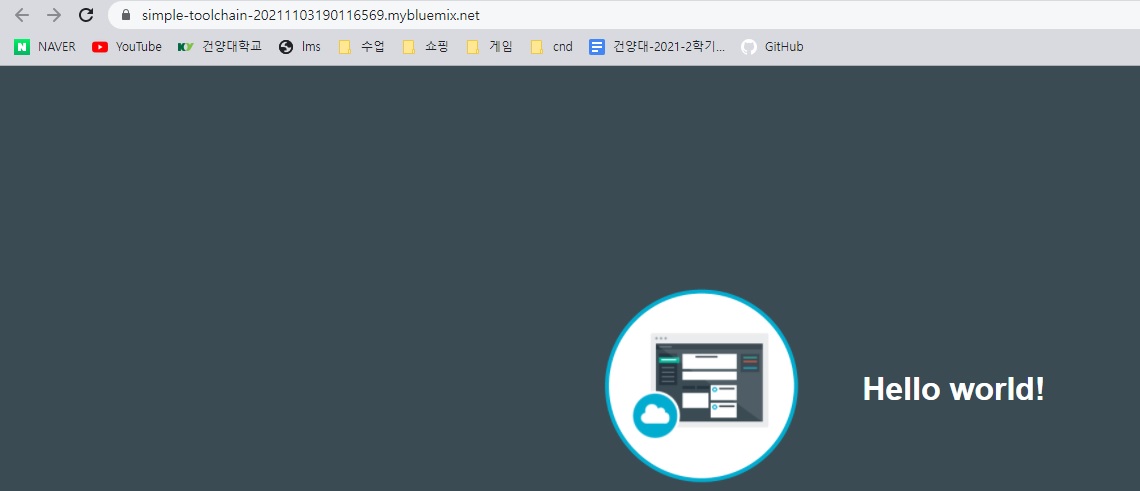 simple-toolchain-20211103190116569.mybluemix.net
NAVER YouTube KY 건양대학교 lms 수업 쇼핑 게임 cnd 건양대-2021-2학기... GitHub
Hello world!